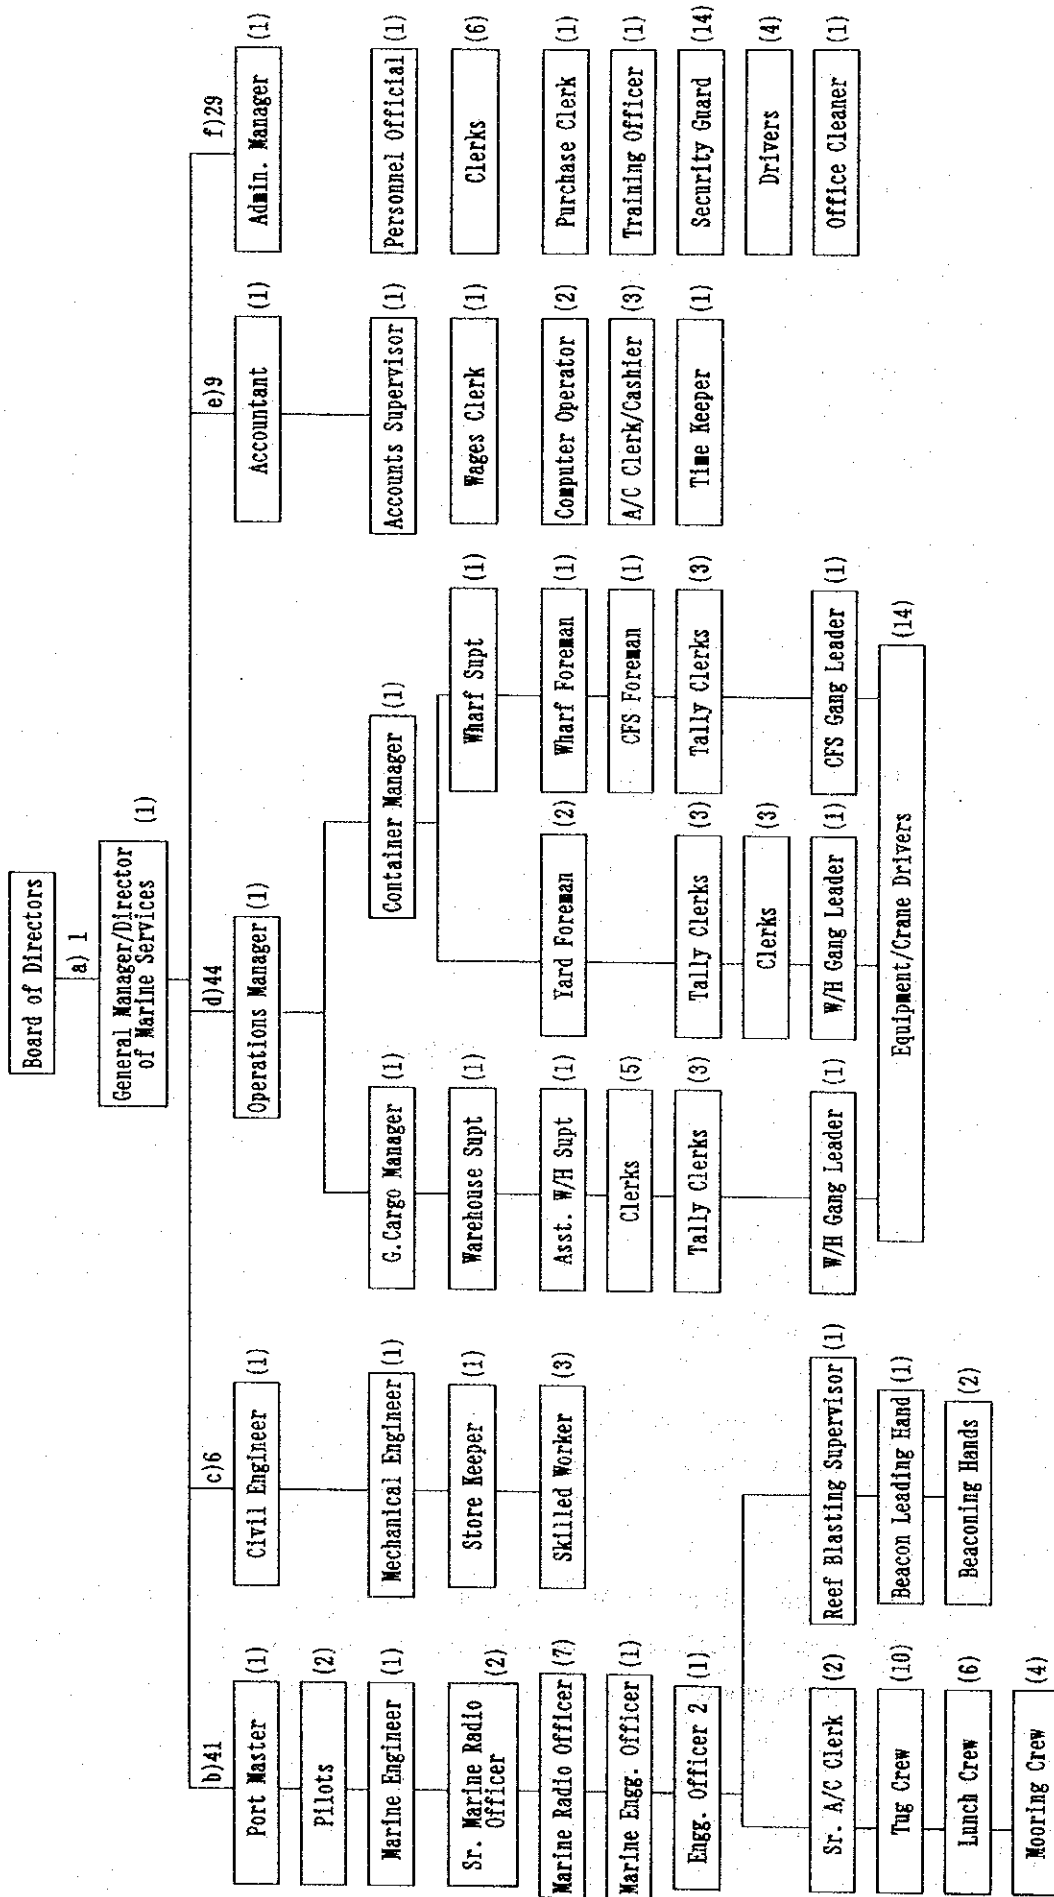 Board of Directors
a) 1
General Manager/Director
of Marine Services
(1)
b)41
c)6
d)44
e)9
f)29
Port Master (1)
Pilots (2)
Marine Engineer (1)
Sr. Marine Radio
Officer
(2)
Marine Radio Officer (7)
Marine Engg. Officer (1)
Engg. Officer 2 (1)
Sr. A/C Clerk (2)
Tug Crew (10)
Lunch Crew (6)
Mooring Crew (4)
Reef Blasting Supervisor (1)
Beacon Leading Hand (1)
Beaconing Hands (2)
Civil Engineer (1)
Mechanical Engineer (1)
Store Keeper (1)
Skilled Worker (3)
Operations Manager (1)
G.Cargo Manager (1)
Warehouse Supt (1)
Asst. W/H Supt (1)
Clerks (5)
Tally Clerks (3)
W/H Gang Leader (1)
Container Manager (1)
Yard Foreman (2)
Tally Clerks (3)
Clerks (3)
W/H Gang Leader (1)
Wharf Supt (1)
Wharf Foreman (1)
CFS Foreman (1)
Tally Clerks (3)
CFS Gang Leader (1)
Equipment/Crane Drivers (14)
Accountant (1)
Accounts Supervisor (1)
Wages Clerk (1)
Computer Operator (2)
A/C Clerk/Cashier (3)
Time Keeper (1)
Admin. Manager (1)
Personnel Official (1)
Clerks (6)
Purchase Clerk (1)
Training Officer (1)
Security Guard (14)
Drivers (4)
Office Cleaner (1)